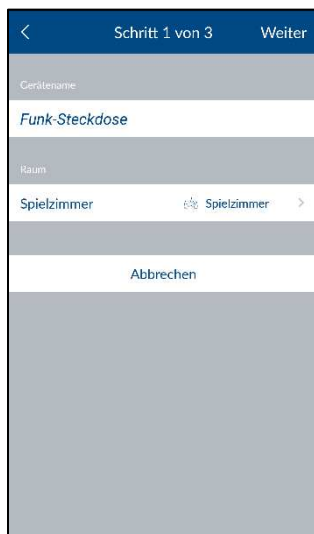 Schritt 1 von 3 Weiter
Gerätename
Funk-Steckdose
Raum
Spielzimmer Spielzimmer
Abbrechen